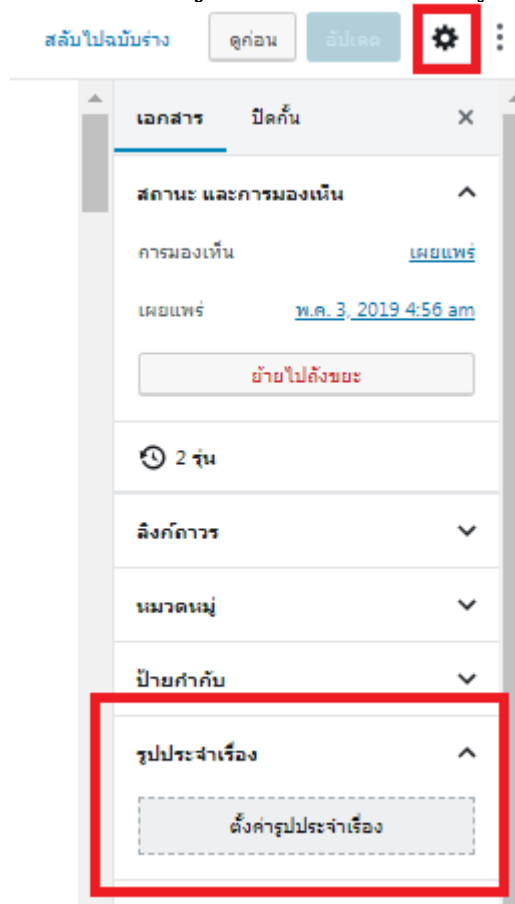 สลับไปฉบับร่าง ดูก่อน อัปเดต
เอกสาร ปิดกั้น
สถานะ และการมองเห็น
การมองเห็น เผยแพร่
เผยแพร่ พ.ค. 3, 2019 4:56 am
ย้ายไปถังขยะ
2 รุ่น
ลิงก์ถาวร
หมวดหมู่
ป้ายกำกับ
รูปประจำเรื่อง
ตั้งค่ารูปประจำเรื่อง